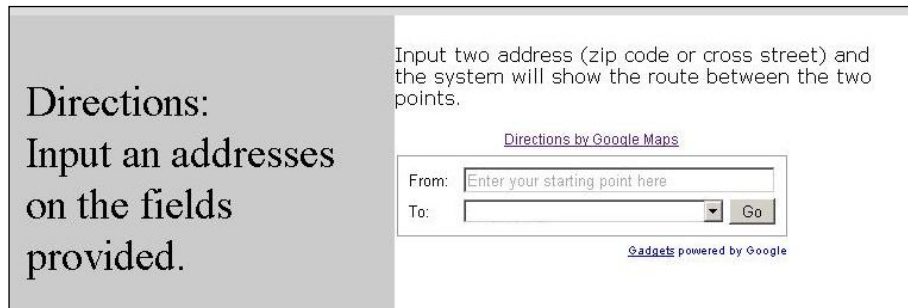 Directions:
Input an addresses
on the fields
provided.
Input two address (zip code or cross street) and
the system will show the route between the two
points.
Directions by Google Maps
From: Enter your starting point here
To: Go
Gadgets powered by Google